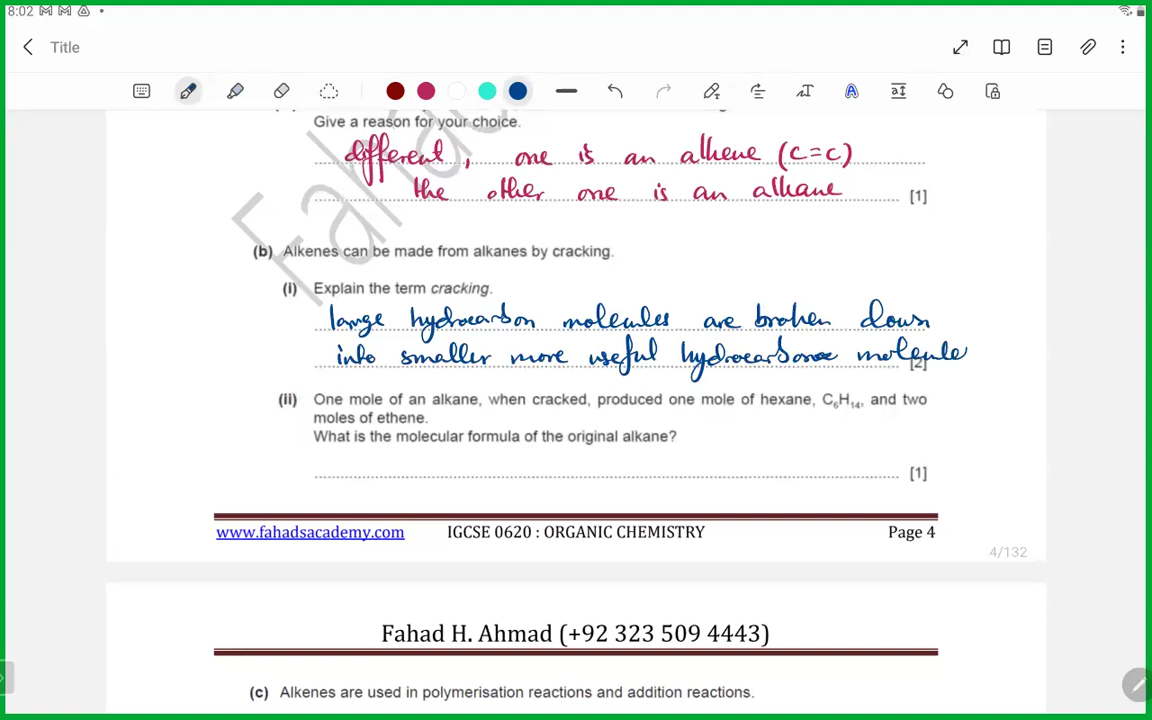 8:02
Title
Give a reason for your choice.
Fahad
different, one is an alkene (c=c)
the other one is an alkane
[1]
(b) Alkenes can be made from alkanes by cracking.
(i) Explain the term cracking.
large hydrocarbon molecules are broken down
into smaller more useful hydrocarbons molecule
[2]
(ii) One mole of an alkane, when cracked, produced one mole of hexane, C₆H₁₄, and two
moles of ethene.
What is the molecular formula of the original alkane?
[1]
www.fahadsacademy.com IGCSE 0620 : ORGANIC CHEMISTRY Page 4
4/132
Fahad H. Ahmad (+92 323 509 4443)
(c) Alkenes are used in polymerisation reactions and addition reactions.